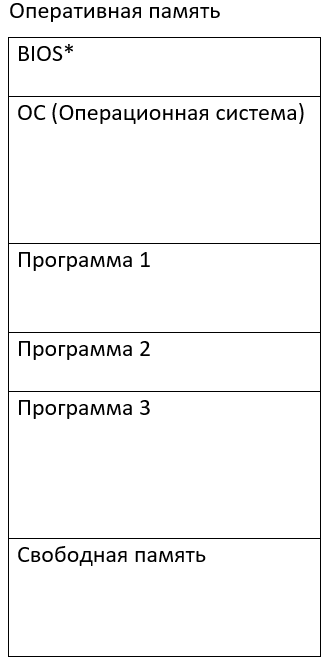 Оперативная память
BIOS*
ОС (Операционная система)
Программа 1
Программа 2
Программа 3
Свободная память